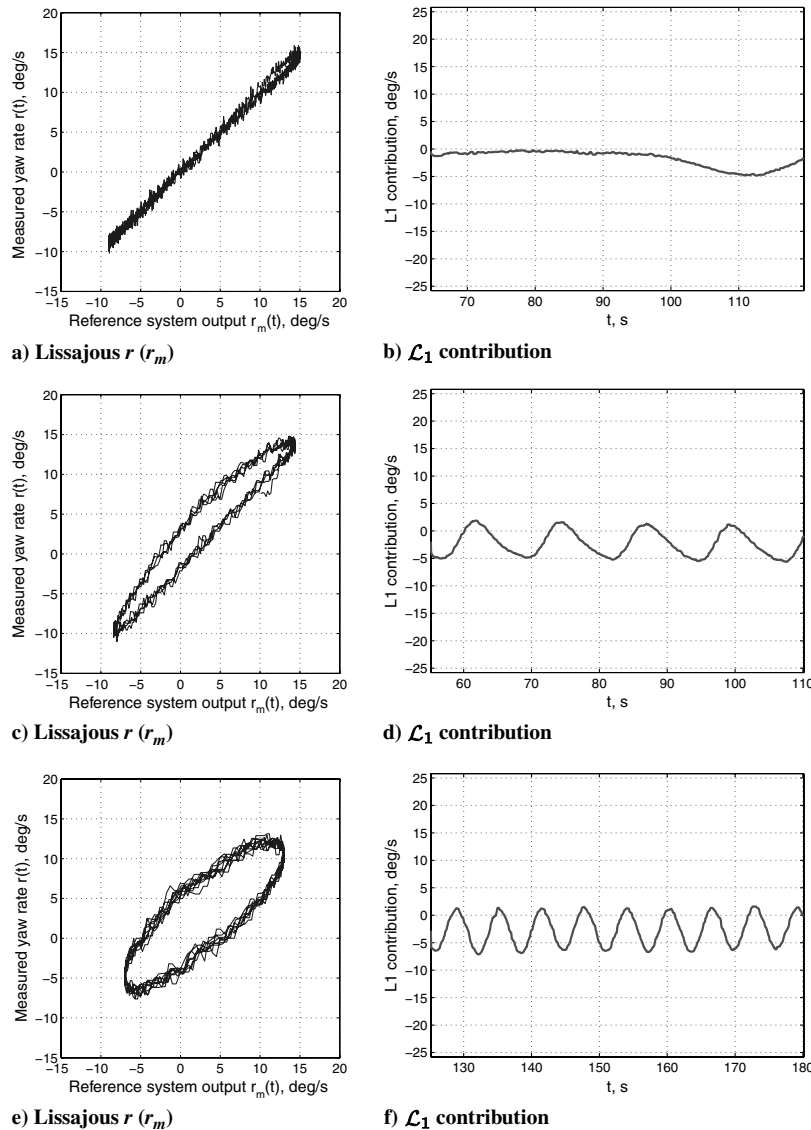 20
15
10
5
0
−5
−10
−15
−15 −10 −5 0 5 10 15 20
Measured yaw rate r(t), deg/s
Reference system output r_m(t), deg/s
a) Lissajous r (r_m)
25
20
15
10
5
0
−5
−10
−15
−20
−25
70 80 90 100 110
L1 contribution, deg/s
t, s
b) ℒ₁ contribution
20
15
10
5
0
−5
−10
−15
−15 −10 −5 0 5 10 15 20
Measured yaw rate r(t), deg/s
Reference system output r_m(t), deg/s
c) Lissajous r (r_m)
25
20
15
10
5
0
−5
−10
−15
−20
−25
60 70 80 90 100 110
L1 contribution, deg/s
t, s
d) ℒ₁ contribution
20
15
10
5
0
−5
−10
−15
−15 −10 −5 0 5 10 15 20
Measured yaw rate r(t), deg/s
Reference system output r_m(t), deg/s
e) Lissajous r (r_m)
25
20
15
10
5
0
−5
−10
−15
−20
−25
130 140 150 160 170 180
L1 contribution, deg/s
t, s
f) ℒ₁ contribution